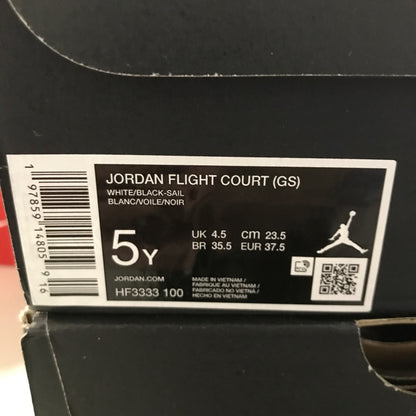 JORDAN FLIGHT COURT (GS)
WHITE/BLACK-SAIL
BLANC/VOILE/NOIR
5Y
UK 4.5 cm 23.5
BR 35.5 EUR 37.5
JORDAN.COM
HF3333 100
MADE IN VIETNAM /
FABRIQUÉ AU VIETNAM /
FABRICADO NO VIETNAM /
HECHO EN VIETNAM
1 97859 14805 9 16